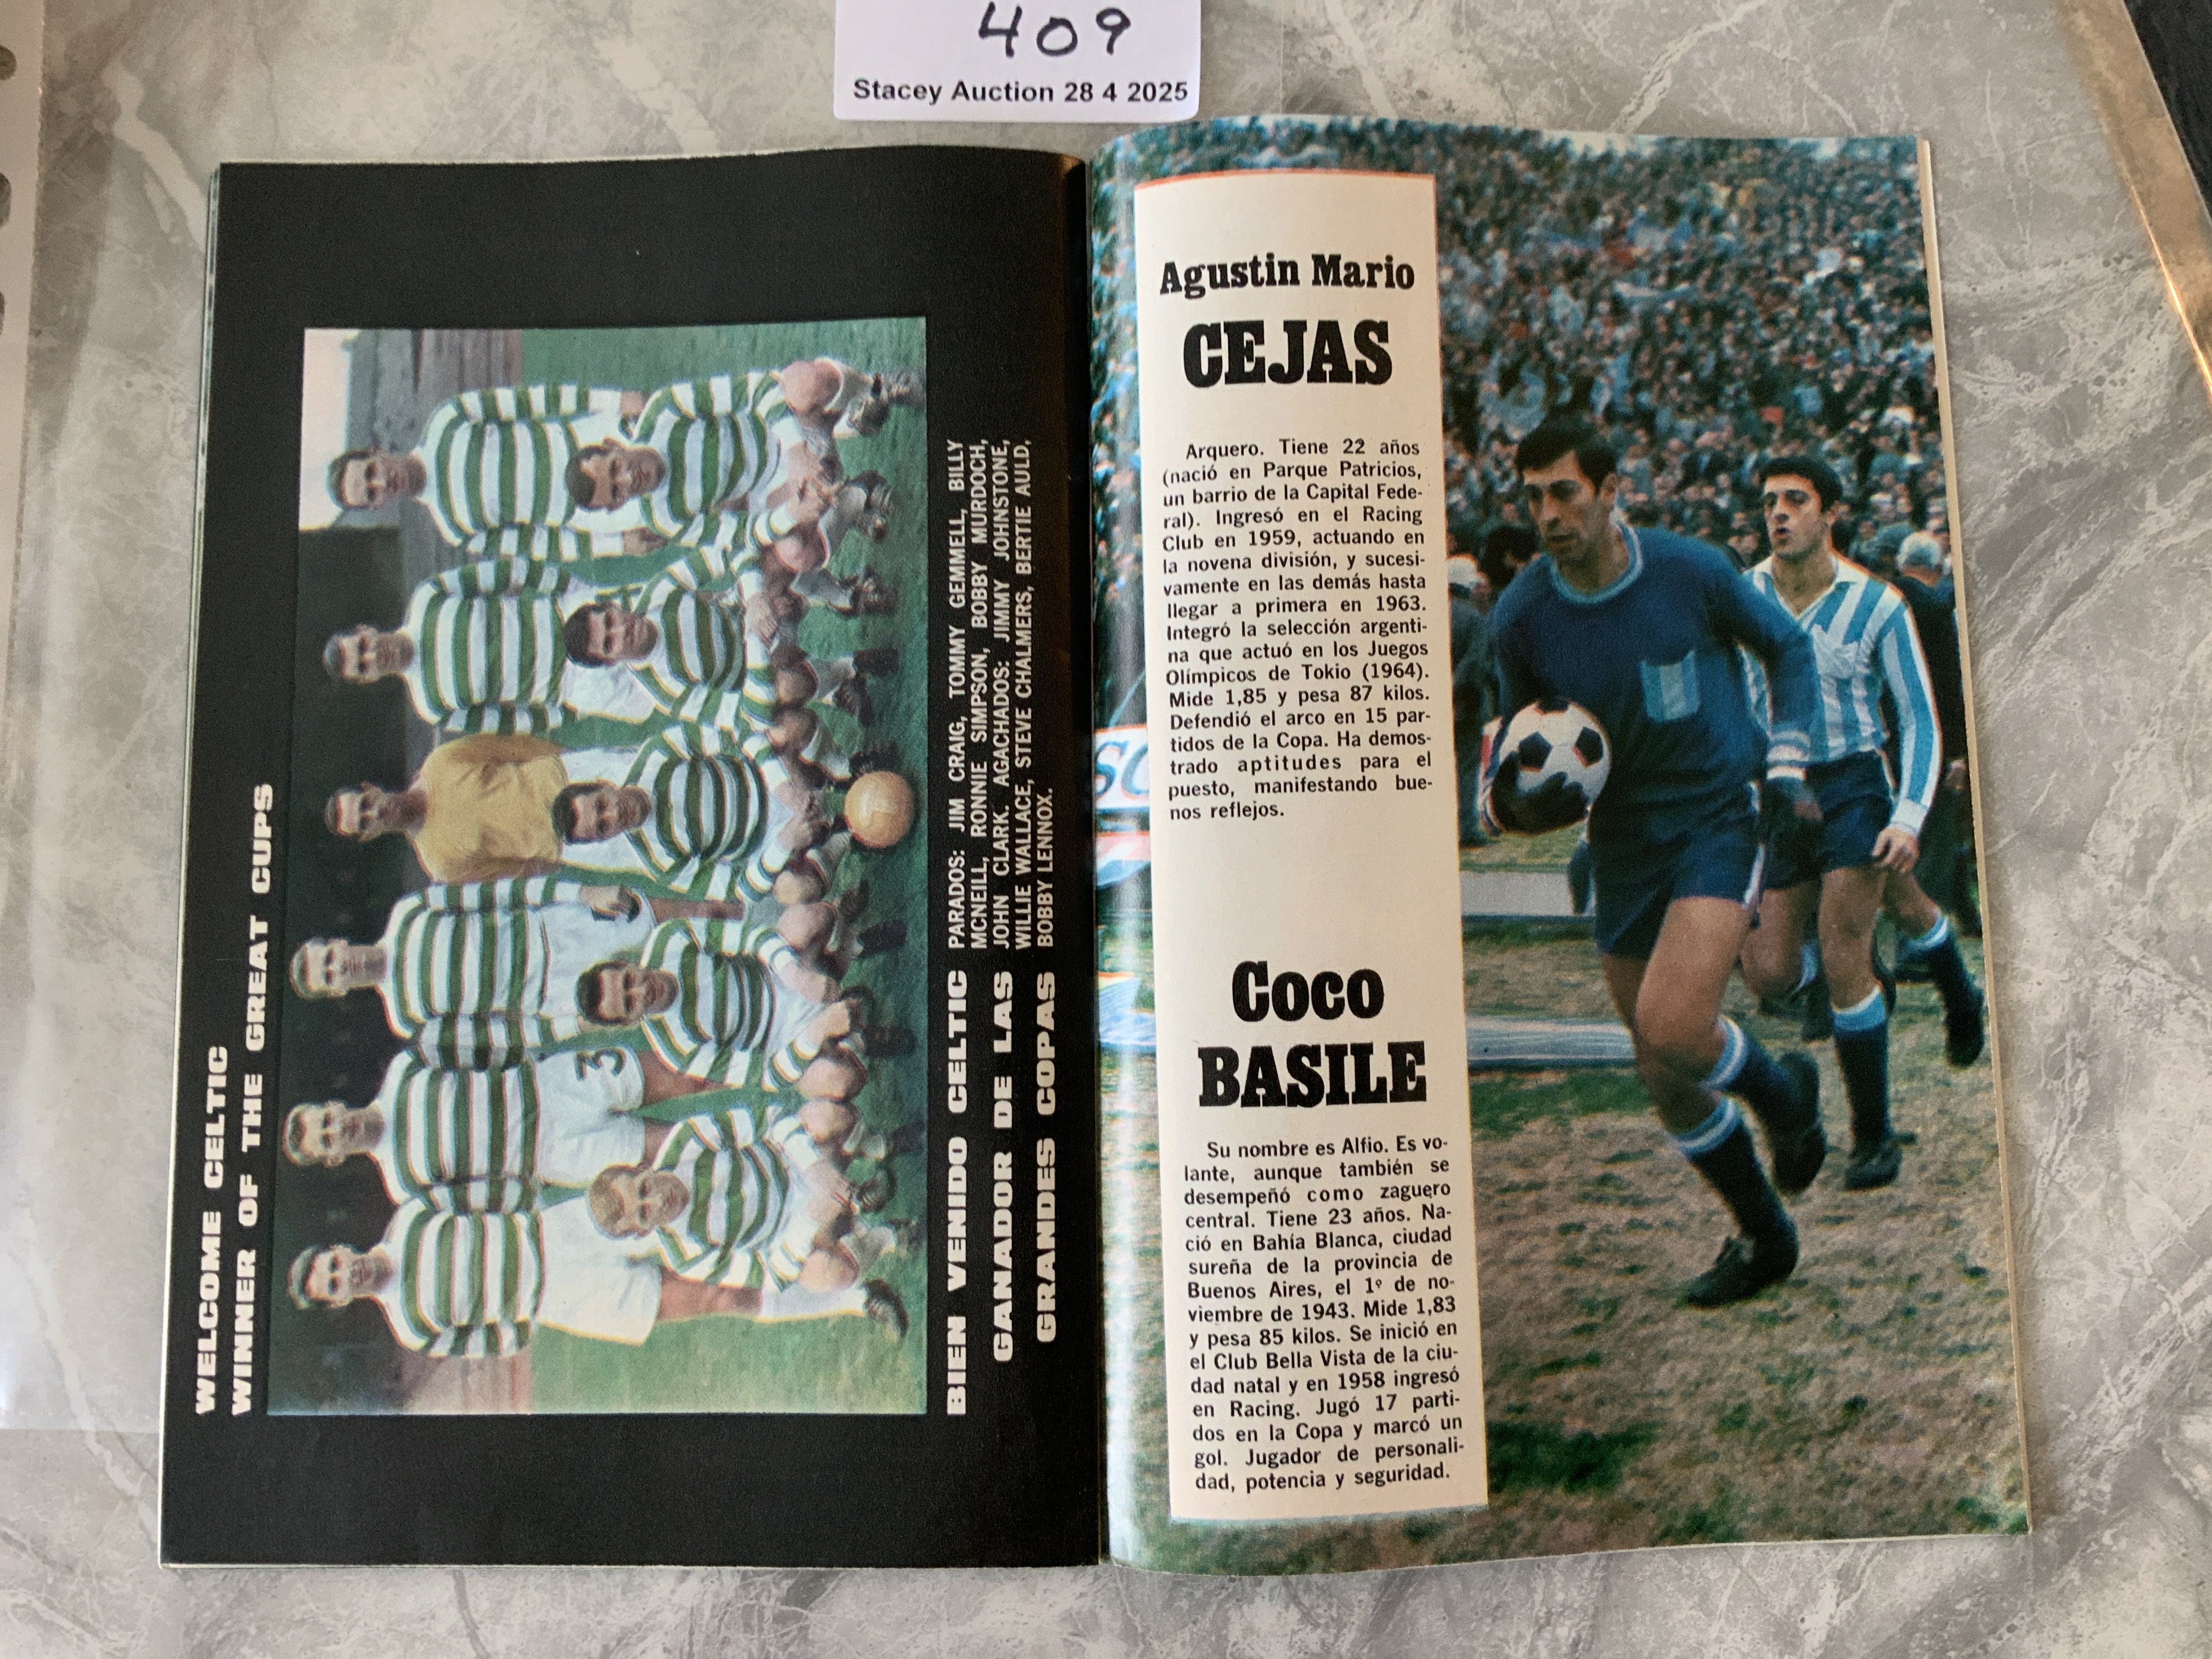 409
Stacey Auction 28 4 2025
WELCOME CELTIC
WINNER OF THE GREAT CUPS
BIEN VENIDO CELTIC
GANADOR DE LAS
GRANDES COPAS
PARADOS: JIM CRAIG, TOMMY GEMMELL, BILLY
MCNEILL, RONNIE SIMPSON, BOBBY MURDOCH,
JOHN CLARK. AGACHADOS: JIMMY JOHNSTONE,
WILLIE WALLACE, STEVE CHALMERS, BERTIE AULD,
BOBBY LENNOX.
3
Agustin Mario
CEJAS
Arquero. Tiene 22 años
(nació en Parque Patricios,
un barrio de la Capital Fede-
ral). Ingresó en el Racing
Club en 1959, actuando en
la novena división, y sucesi-
vamente en las demás hasta
llegar a primera en 1963.
Integró la selección argenti-
na que actuó en los Juegos
Olímpicos de Tokio (1964).
Mide 1,85 y pesa 87 kilos.
Defendió el arco en 15 par-
tidos de la Copa. Ha demos-
trado aptitudes para el
puesto, manifestando bue-
nos reflejos.
Coco
BASILE
Su nombre es Alfio. Es vo-
lante, aunque también se
desempeñó como zaguero
central. Tiene 23 años. Na-
ció en Bahía Blanca, ciudad
sureña de la provincia de
Buenos Aires, el 1º de no-
viembre de 1943. Mide 1,83
y pesa 85 kilos. Se inició en
el Club Bella Vista de la ciu-
dad natal y en 1958 ingresó
en Racing. Jugó 17 parti-
dos en la Copa y marcó un
gol. Jugador de personali-
dad, potencia y seguridad.